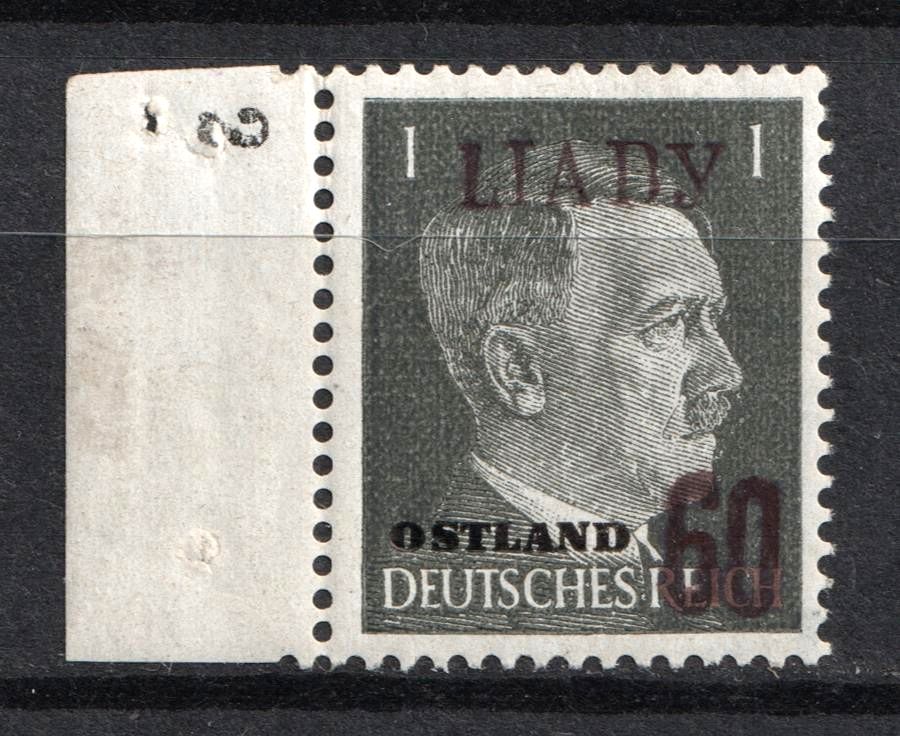 1 1
LIADY
OSTLAND
60
DEUTSCHES REICH